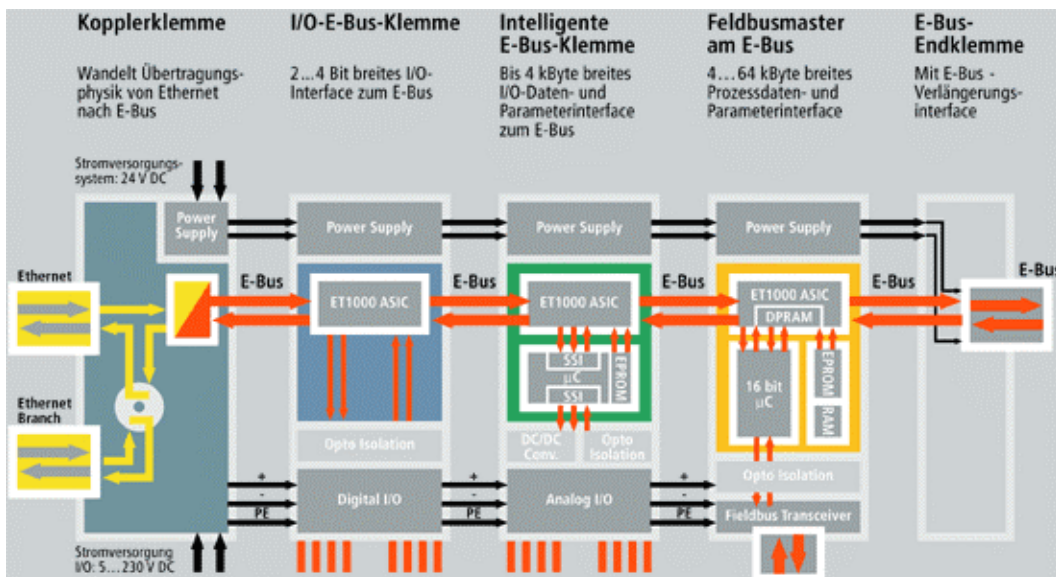 Kopplerklemme
Wandelt Übertragungs-
physik von Ethernet
nach E-Bus
I/O-E-Bus-Klemme
2...4 Bit breites I/O-
Interface zum E-Bus
Intelligente
E-Bus-Klemme
Bis 4 kByte breites
I/O-Daten- und
Parameterinterface
zum E-Bus
Feldbusmaster
am E-Bus
4...64 kByte breites
Prozessdaten- und
Parameterinterface
E-Bus-
Endklemme
Mit E-Bus -
Verlängerungs-
interface
Stromversorgungs-
system: 24 V DC
Power
Supply
Power Supply
Power Supply
Power Supply
Ethernet
E-Bus
E-Bus
E-Bus
E-Bus
E-Bus
ET1000 ASIC
ET1000 ASIC
ET1000 ASIC
DPRAM
SSI
µC
SSI
EPROM
16 bit
µC
EPROM
RAM
Ethernet
Branch
Opto Isolation
DC/DC
Conv.
Opto
Isolation
Opto Isolation
+
-
PE
Digital I/O
+
-
PE
Analog I/O
+
-
PE
Fieldbus Transceiver
Stromversorgung
I/O: 5...230 V DC